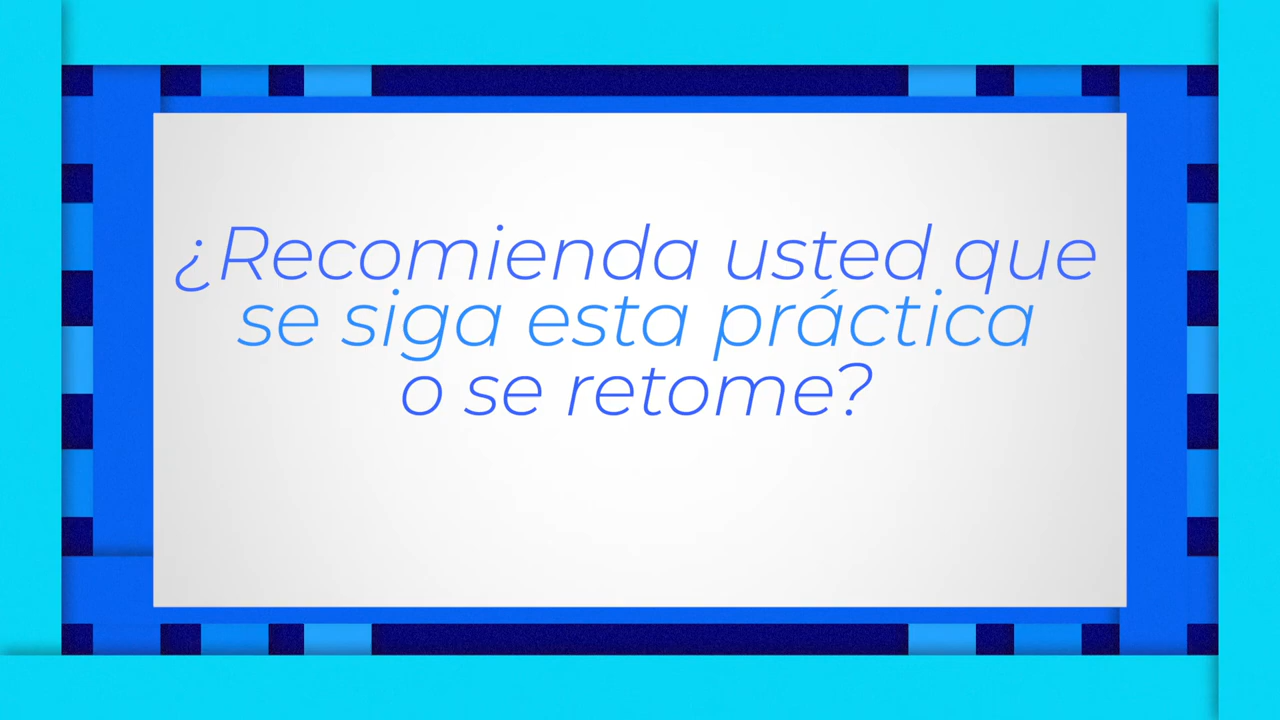 ¿Recomienda usted que
se siga esta práctica
o se retome?